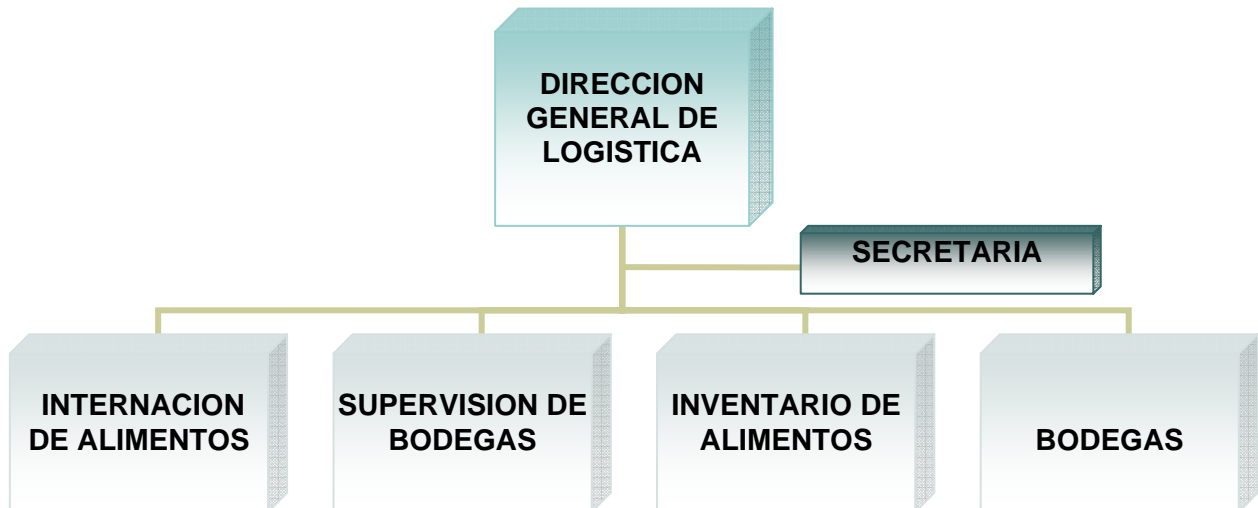 DIRECCION
GENERAL DE
LOGISTICA
SECRETARIA
INTERNACION
DE ALIMENTOS
SUPERVISION DE
BODEGAS
INVENTARIO DE
ALIMENTOS
BODEGAS